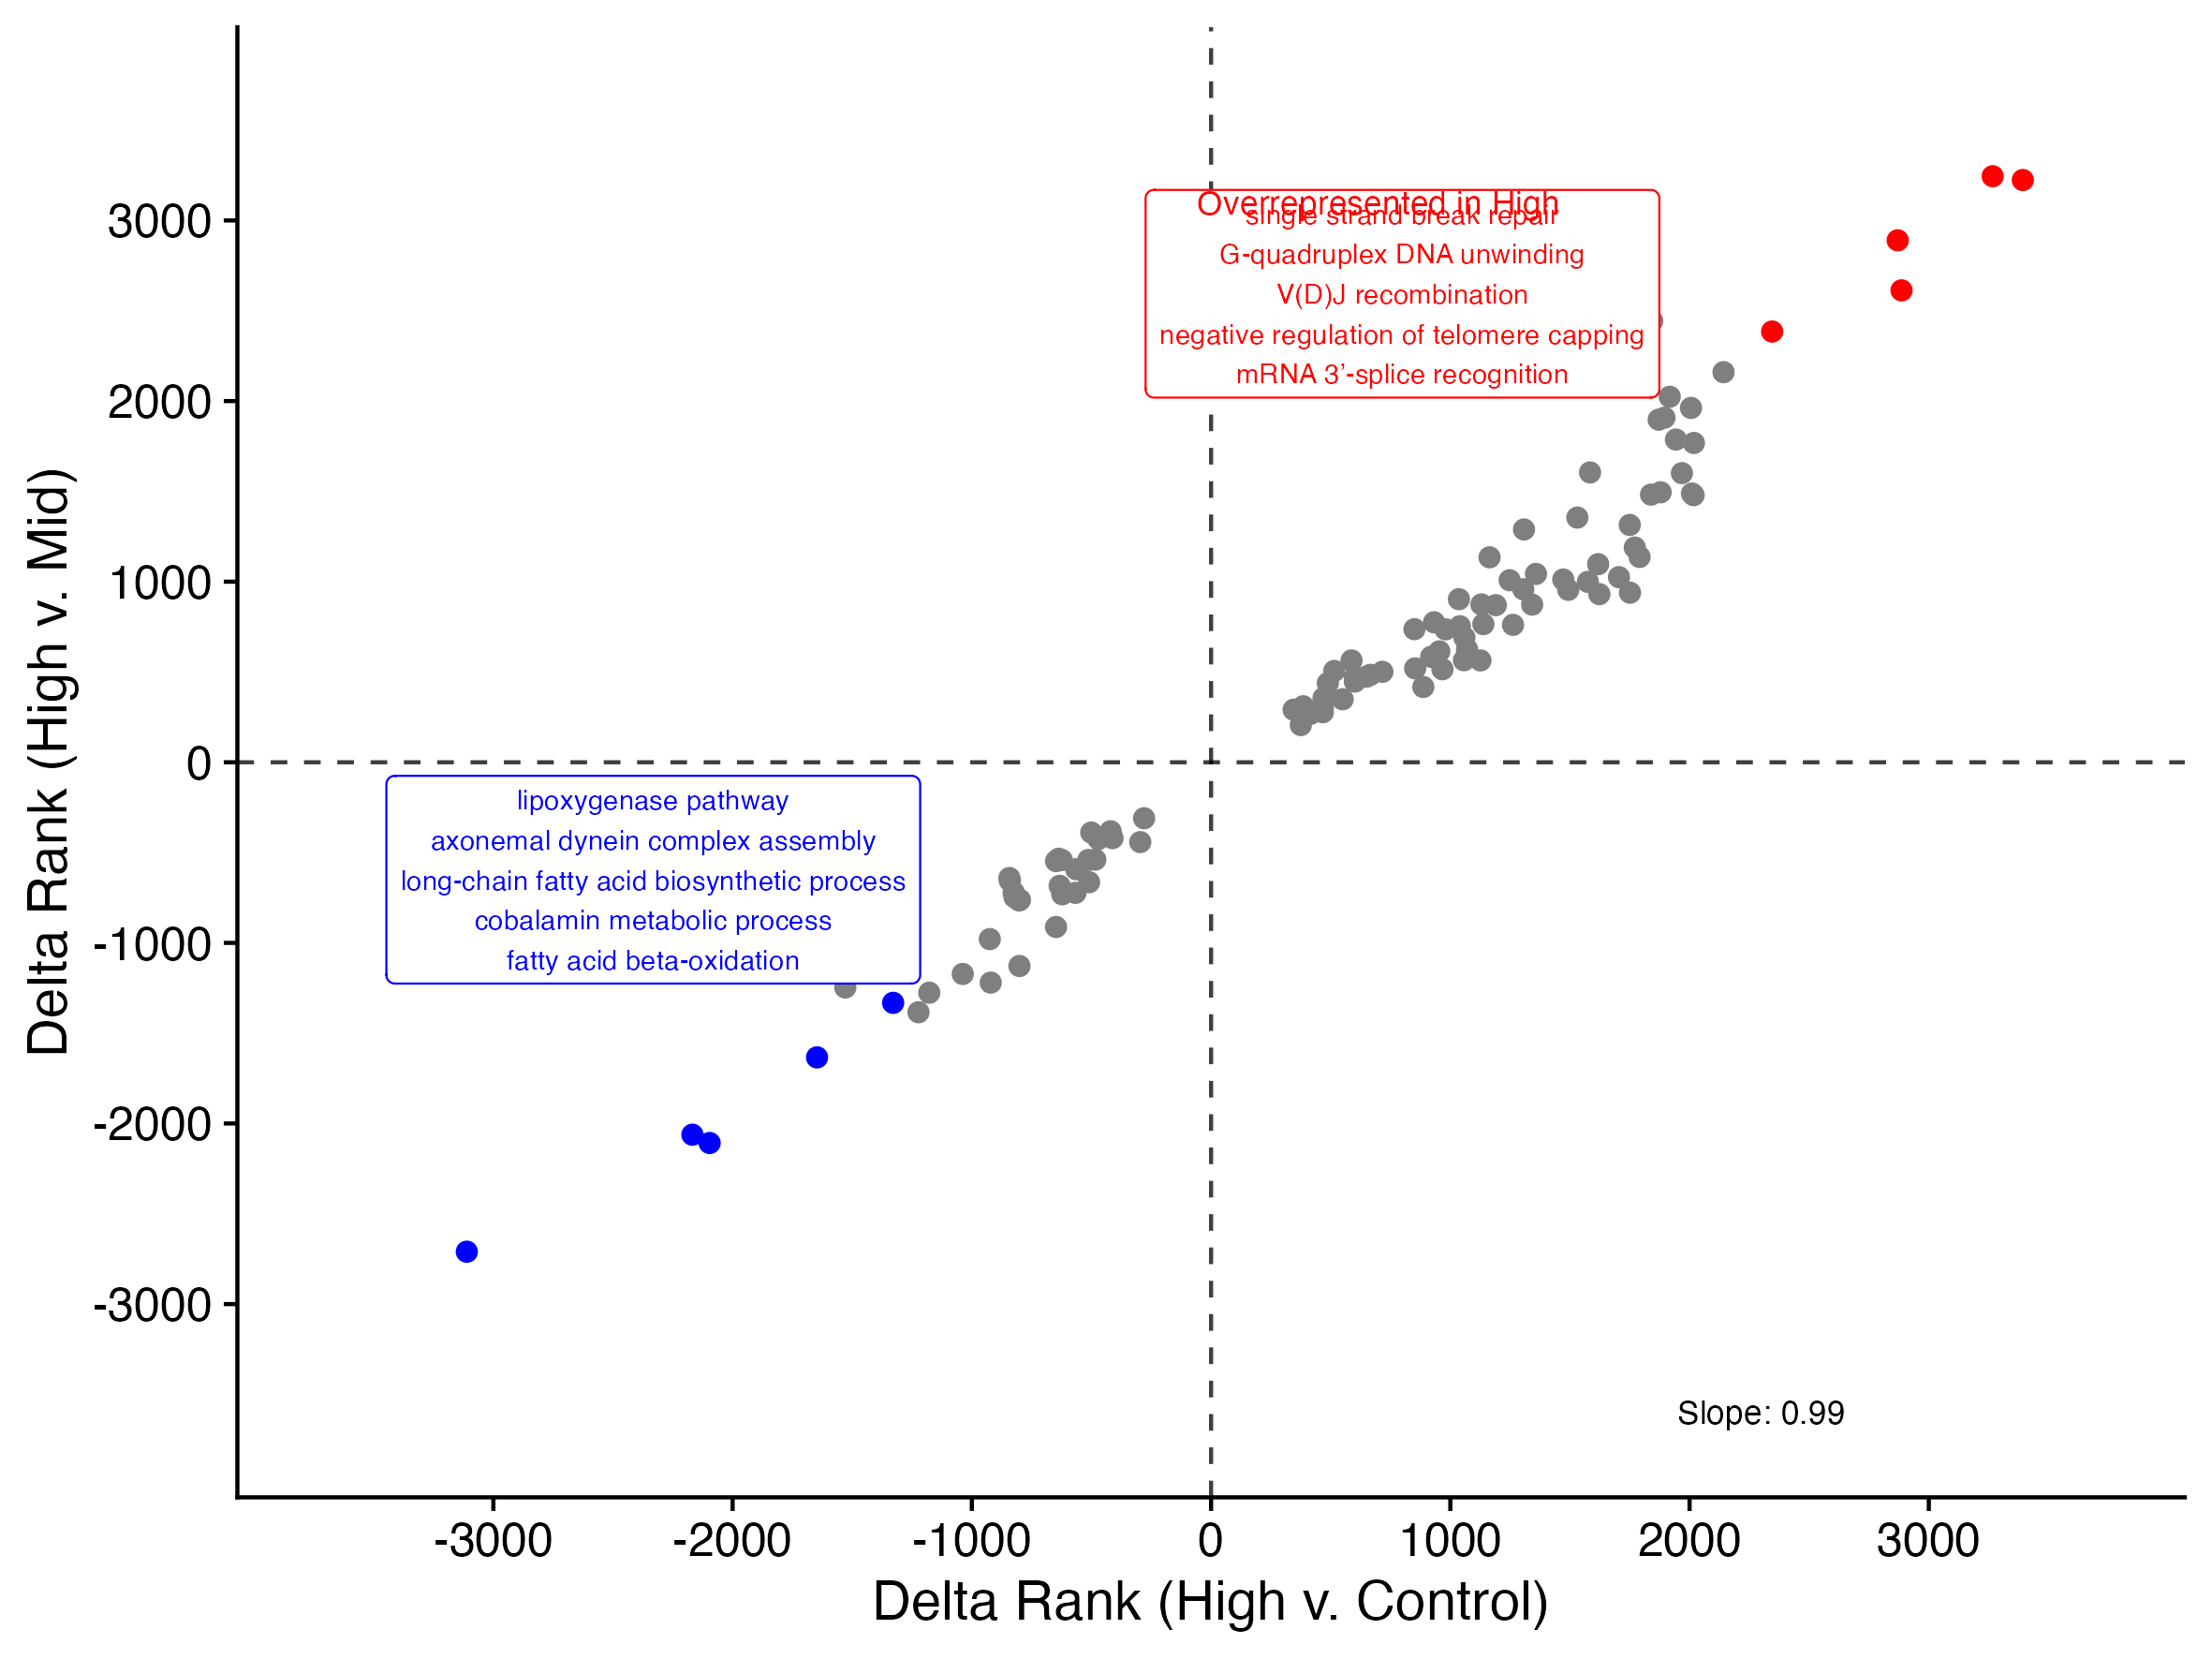 Overrepresented in High
single strand break repair
G-quadruplex DNA unwinding
V(D)J recombination
negative regulation of telomere capping
mRNA 3’-splice recognition
3000
2000
1000
0
-1000
-2000
-3000
Delta Rank (High v. Mid)
lipoxygenase pathway
axonemal dynein complex assembly
long-chain fatty acid biosynthetic process
cobalamin metabolic process
fatty acid beta-oxidation
Slope: 0.99
-3000 -2000 -1000 0 1000 2000 3000
Delta Rank (High v. Control)